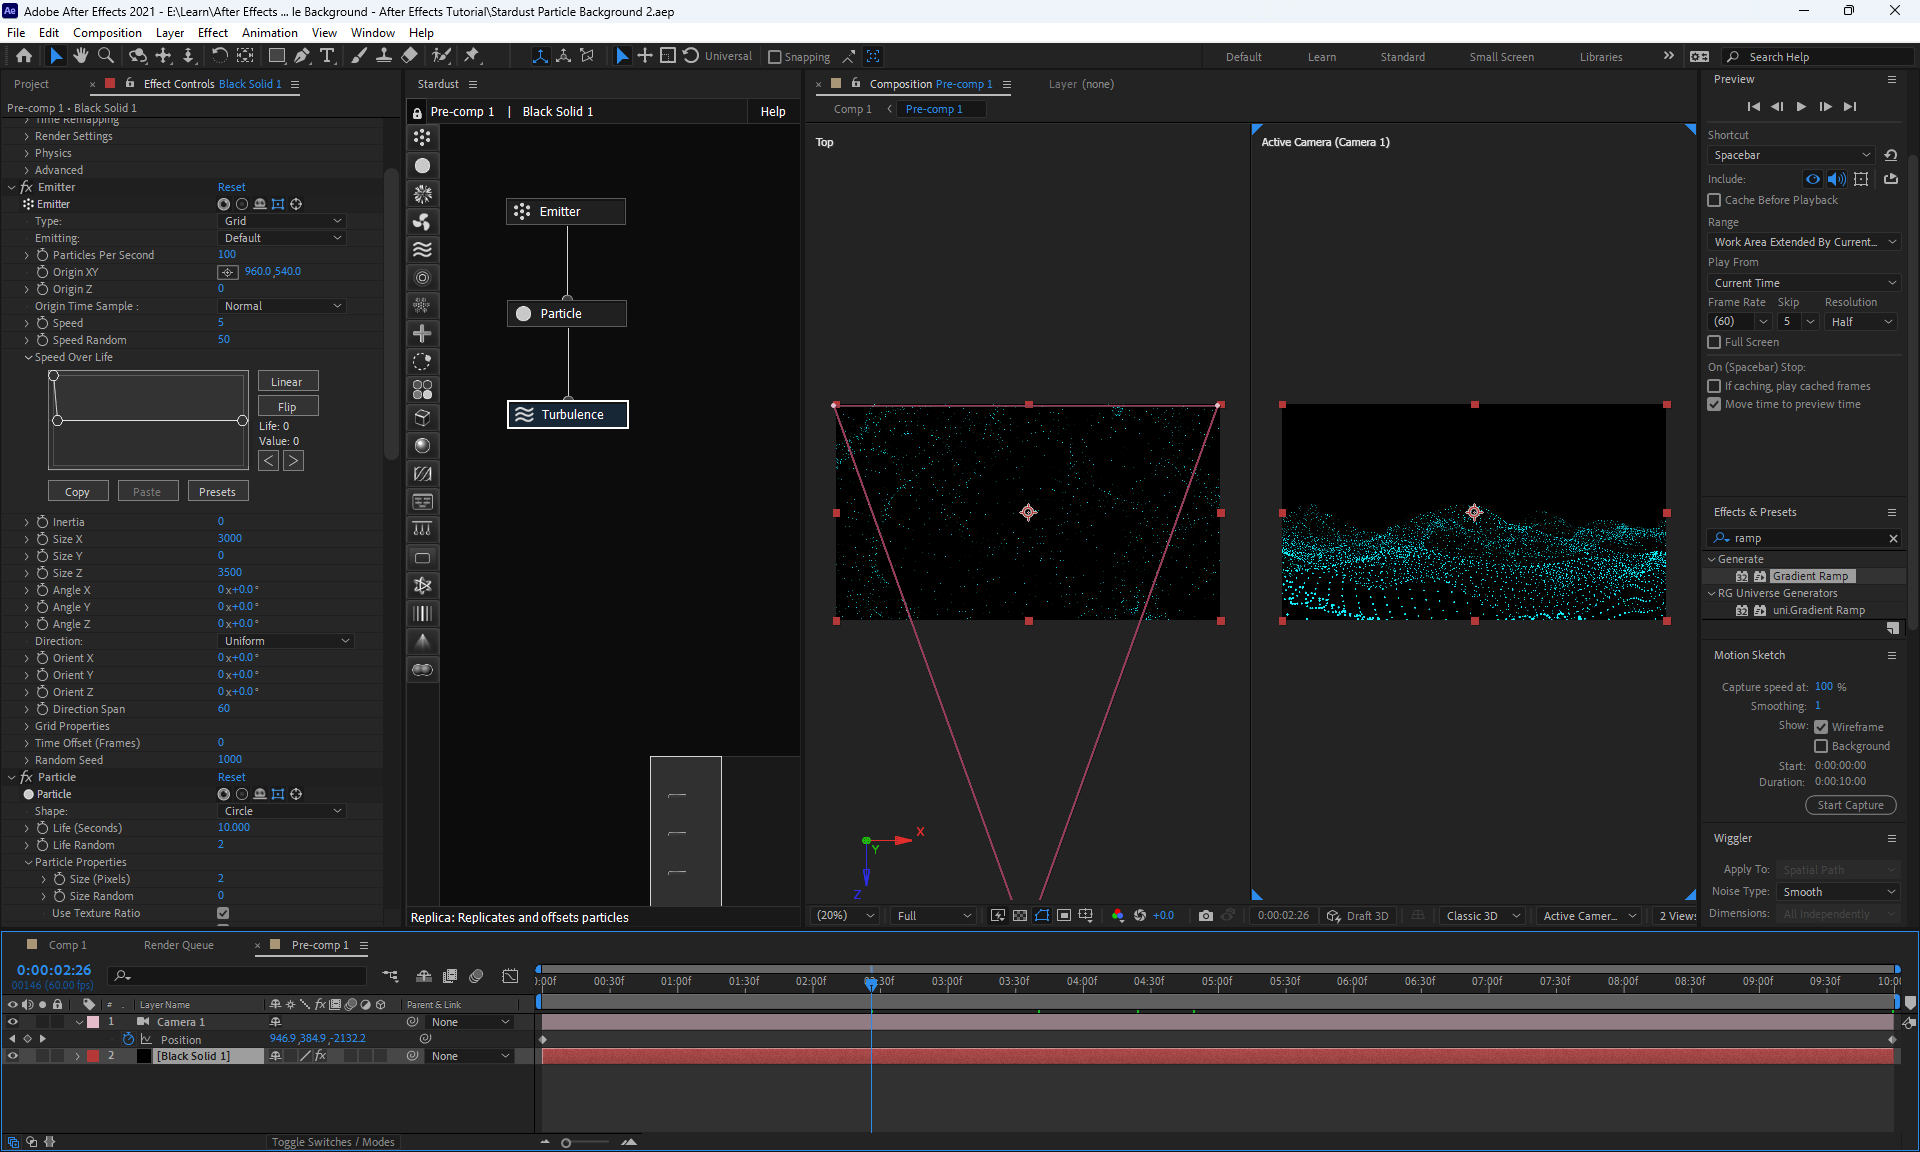 Adobe After Effects 2021 - E:\Learn\After Effects ... le Background - After Effects Tutorial\Stardust Particle Background 2.aep
File Edit Composition Layer Effect Animation View Window Help
Universal
Snapping
Default Learn Standard Small Screen Libraries
Search Help
Project
Effect Controls Black Solid 1
Pre-comp 1 • Black Solid 1
Time Remapping
Render Settings
Physics
Advanced
fx Emitter Reset
Emitter
Type: Grid
Emitting: Default
Particles Per Second 100
Origin XY 960.0,540.0
Origin Z 0
Origin Time Sample : Normal
Speed 5
Speed Random 50
Speed Over Life
Linear
Flip
Life: 0
Value: 0
< >
Copy Paste Presets
Inertia 0
Size X 3000
Size Y 0
Size Z 3500
Angle X 0x+0.0°
Angle Y 0x+0.0°
Angle Z 0x+0.0°
Direction: Uniform
Orient X 0x+0.0°
Orient Y 0x+0.0°
Orient Z 0x+0.0°
Direction Span 60
Grid Properties
Time Offset (Frames) 0
Random Seed 1000
fx Particle Reset
Particle
Shape: Circle
Life (Seconds) 10.000
Life Random 2
Particle Properties
Size (Pixels) 2
Size Random 0
Use Texture Ratio
Stardust
Pre-comp 1 | Black Solid 1 Help
Emitter
Particle
Turbulence
Replica: Replicates and offsets particles
Composition Pre-comp 1
Layer (none)
Comp 1 < Pre-comp 1
Top
X
Y
Z
Active Camera (Camera 1)
(20%) Full +0.0 0:00:02:26 Draft 3D Classic 3D Active Camer... 2 Views
Preview
Shortcut
Spacebar
Include:
Cache Before Playback
Range
Work Area Extended By Current...
Play From
Current Time
Frame Rate Skip Resolution
(60) 5 Half
Full Screen
On (Spacebar) Stop:
If caching, play cached frames
Move time to preview time
Effects & Presets
ramp
Generate
32 Gradient Ramp
RG Universe Generators
32 uni.Gradient Ramp
Motion Sketch
Capture speed at: 100 %
Smoothing: 1
Show: Wireframe
Background
Start: 0:00:00:00
Duration: 0:00:10:00
Start Capture
Wiggler
Apply To: Spatial Path
Noise Type: Smooth
Dimensions: All Independently
Comp 1 Render Queue Pre-comp 1
0:00:02:26
00146 (60.00 fps)
:00f 00:30f 01:00f 01:30f 02:00f 02:30f 03:00f 03:30f 04:00f 04:30f 05:00f 05:30f 06:00f 06:30f 07:00f 07:30f 08:00f 08:30f 09:00f 09:30f 10:00
# . Layer Name fx Parent & Link
1 Camera 1 None
Position 946.9,384.9,-2132.2
2 [Black Solid 1] fx None
Toggle Switches / Modes